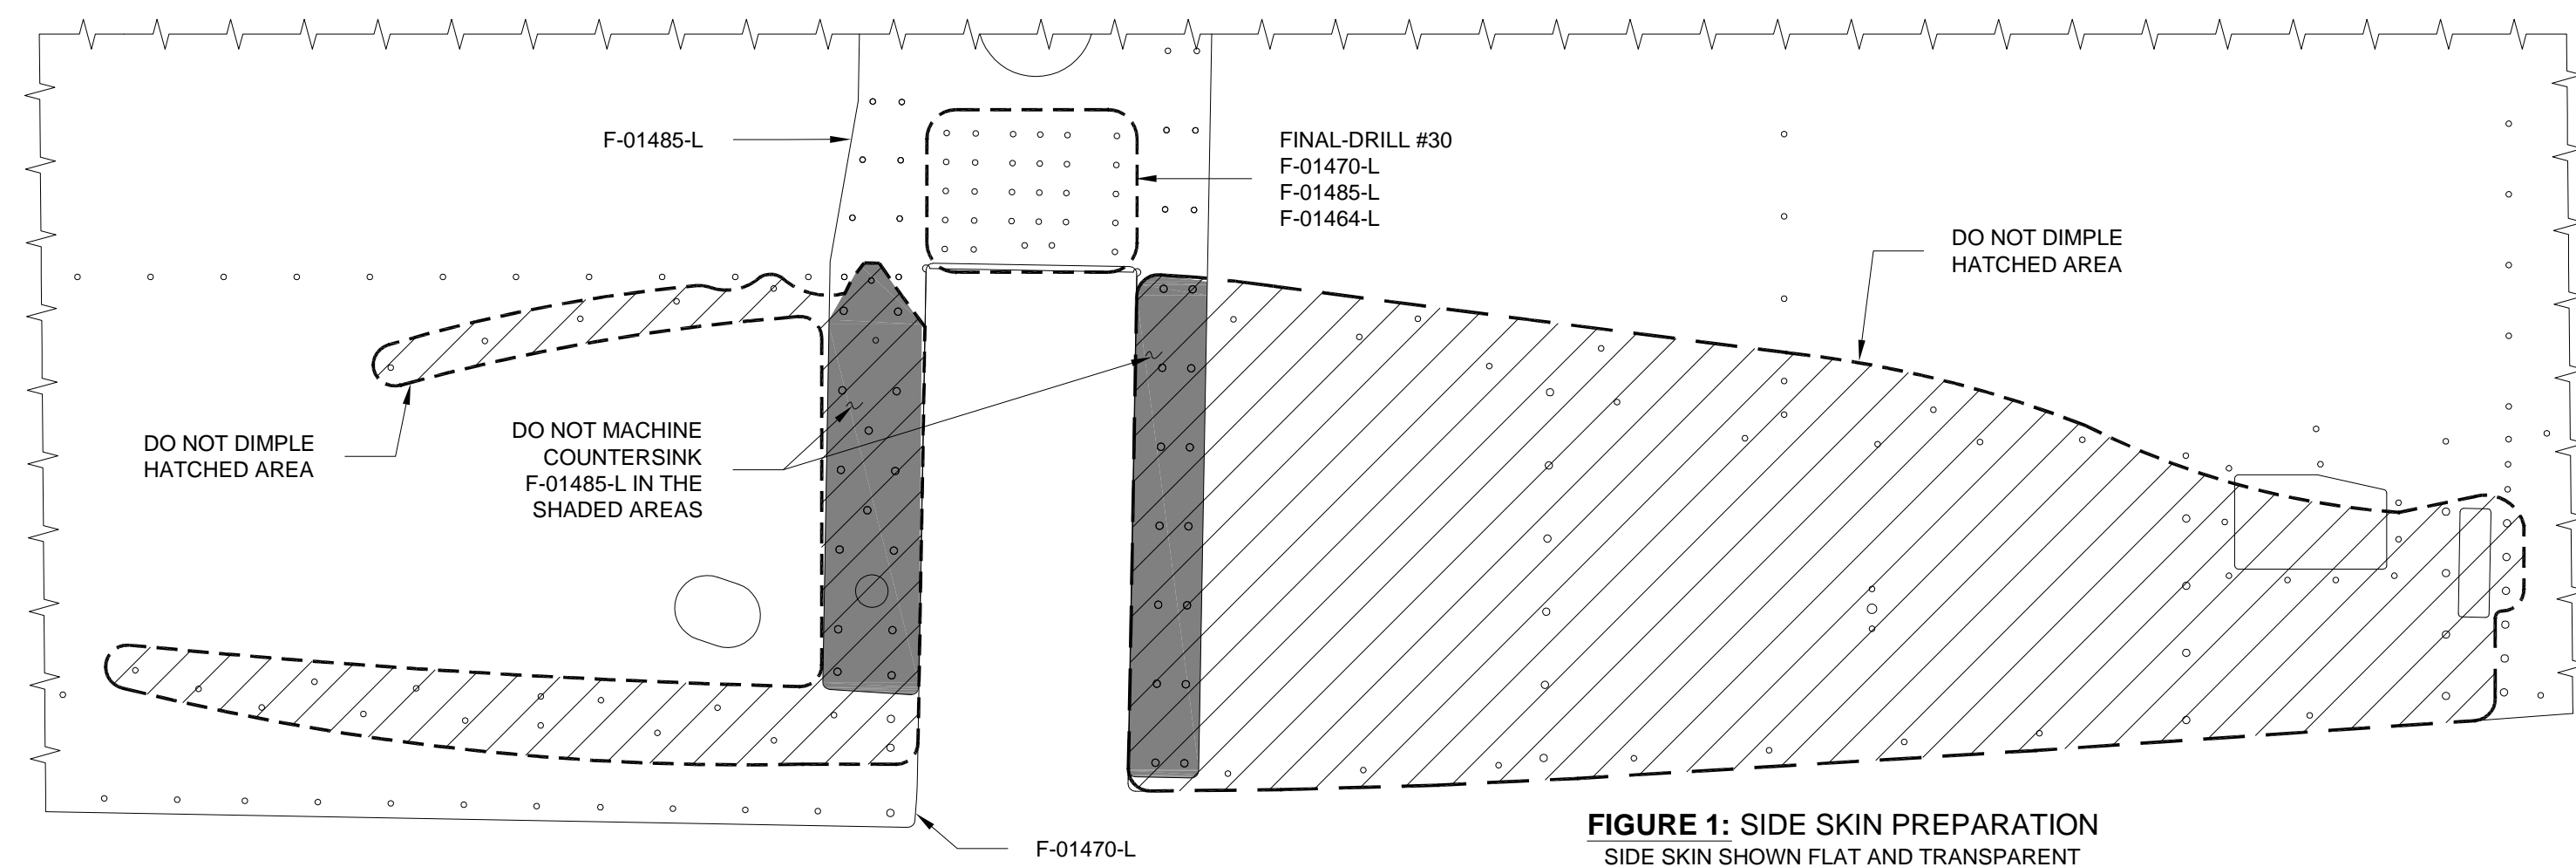 F-01485-L
FINAL-DRILL #30
F-01470-L
F-01485-L
F-01464-L
DO NOT DIMPLE
HATCHED AREA
DO NOT DIMPLE
HATCHED AREA
DO NOT MACHINE
COUNTERSINK
F-01485-L IN THE
SHADED AREAS
F-01470-L
FIGURE 1: SIDE SKIN PREPARATION
SIDE SKIN SHOWN FLAT AND TRANSPARENT